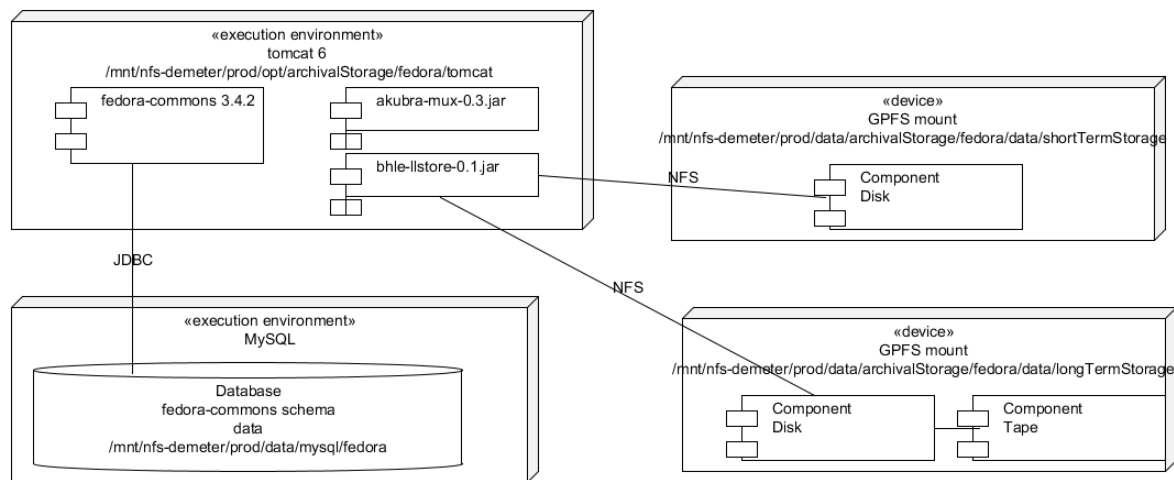 «execution environment»
tomcat 6
/mnt/nfs-demeter/prod/opt/archivalStorage/fedora/tomcat
fedora-commons 3.4.2
akubra-mux-0.3.jar
bhle-llstore-0.1.jar
«device»
GPFS mount
/mnt/nfs-demeter/prod/data/archivalStorage/fedora/data/shortTermStorage
Component
Disk
NFS
JDBC
NFS
«execution environment»
MySQL
Database
fedora-commons schema
data
/mnt/nfs-demeter/prod/data/mysql/fedora
«device»
GPFS mount
/mnt/nfs-demeter/prod/data/archivalStorage/fedora/data/longTermStorage
Component
Disk
Component
Tape